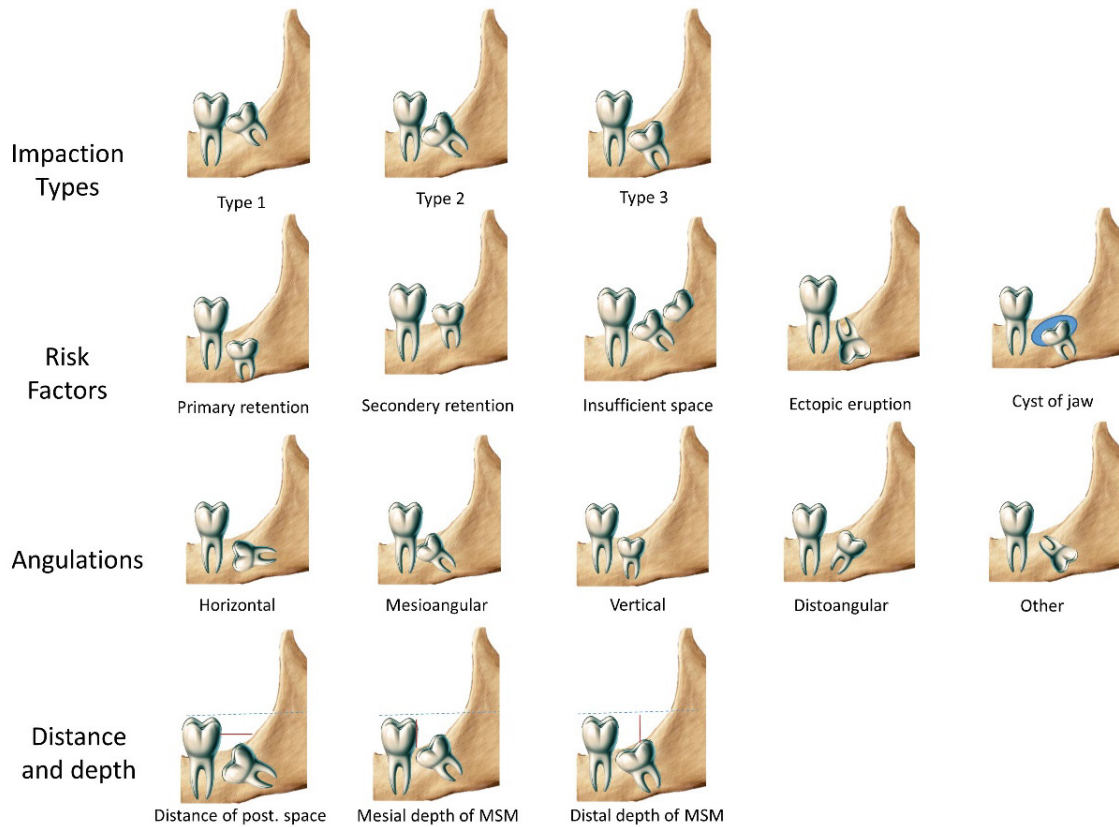 Impaction
Types
Type 1
Type 2
Type 3
Risk
Factors
Primary retention
Secondery retention
Insufficient space
Ectopic eruption
Cyst of jaw
Angulations
Horizontal
Mesioangular
Vertical
Distoangular
Other
Distance
and depth
Distance of post. space
Mesial depth of MSM
Distal depth of MSM